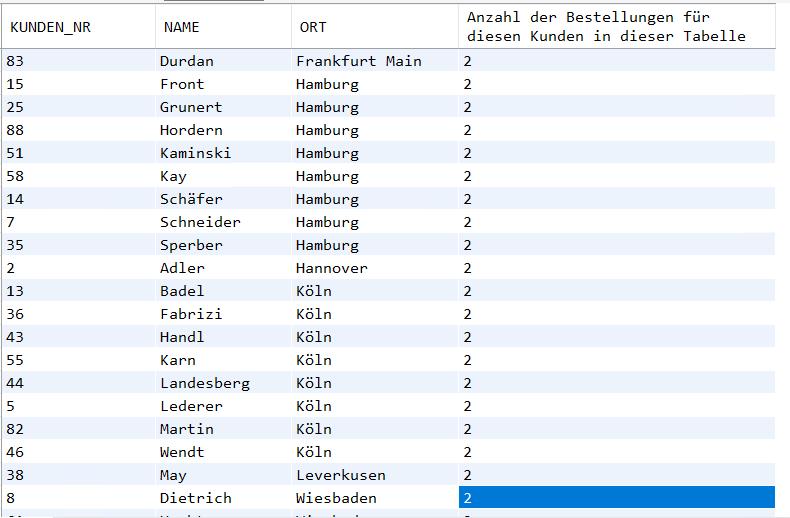 KUNDEN_NR NAME ORT Anzahl der Bestellungen für
diesen Kunden in dieser Tabelle
83 Durdan Frankfurt Main 2
15 Front Hamburg 2
25 Grunert Hamburg 2
88 Hordern Hamburg 2
51 Kaminski Hamburg 2
58 Kay Hamburg 2
14 Schäfer Hamburg 2
7 Schneider Hamburg 2
35 Sperber Hamburg 2
2 Adler Hannover 2
13 Badel Köln 2
36 Fabrizi Köln 2
43 Handl Köln 2
55 Karn Köln 2
44 Landesberg Köln 2
5 Lederer Köln 2
82 Martin Köln 2
46 Wendt Köln 2
38 May Leverkusen 2
8 Dietrich Wiesbaden 2